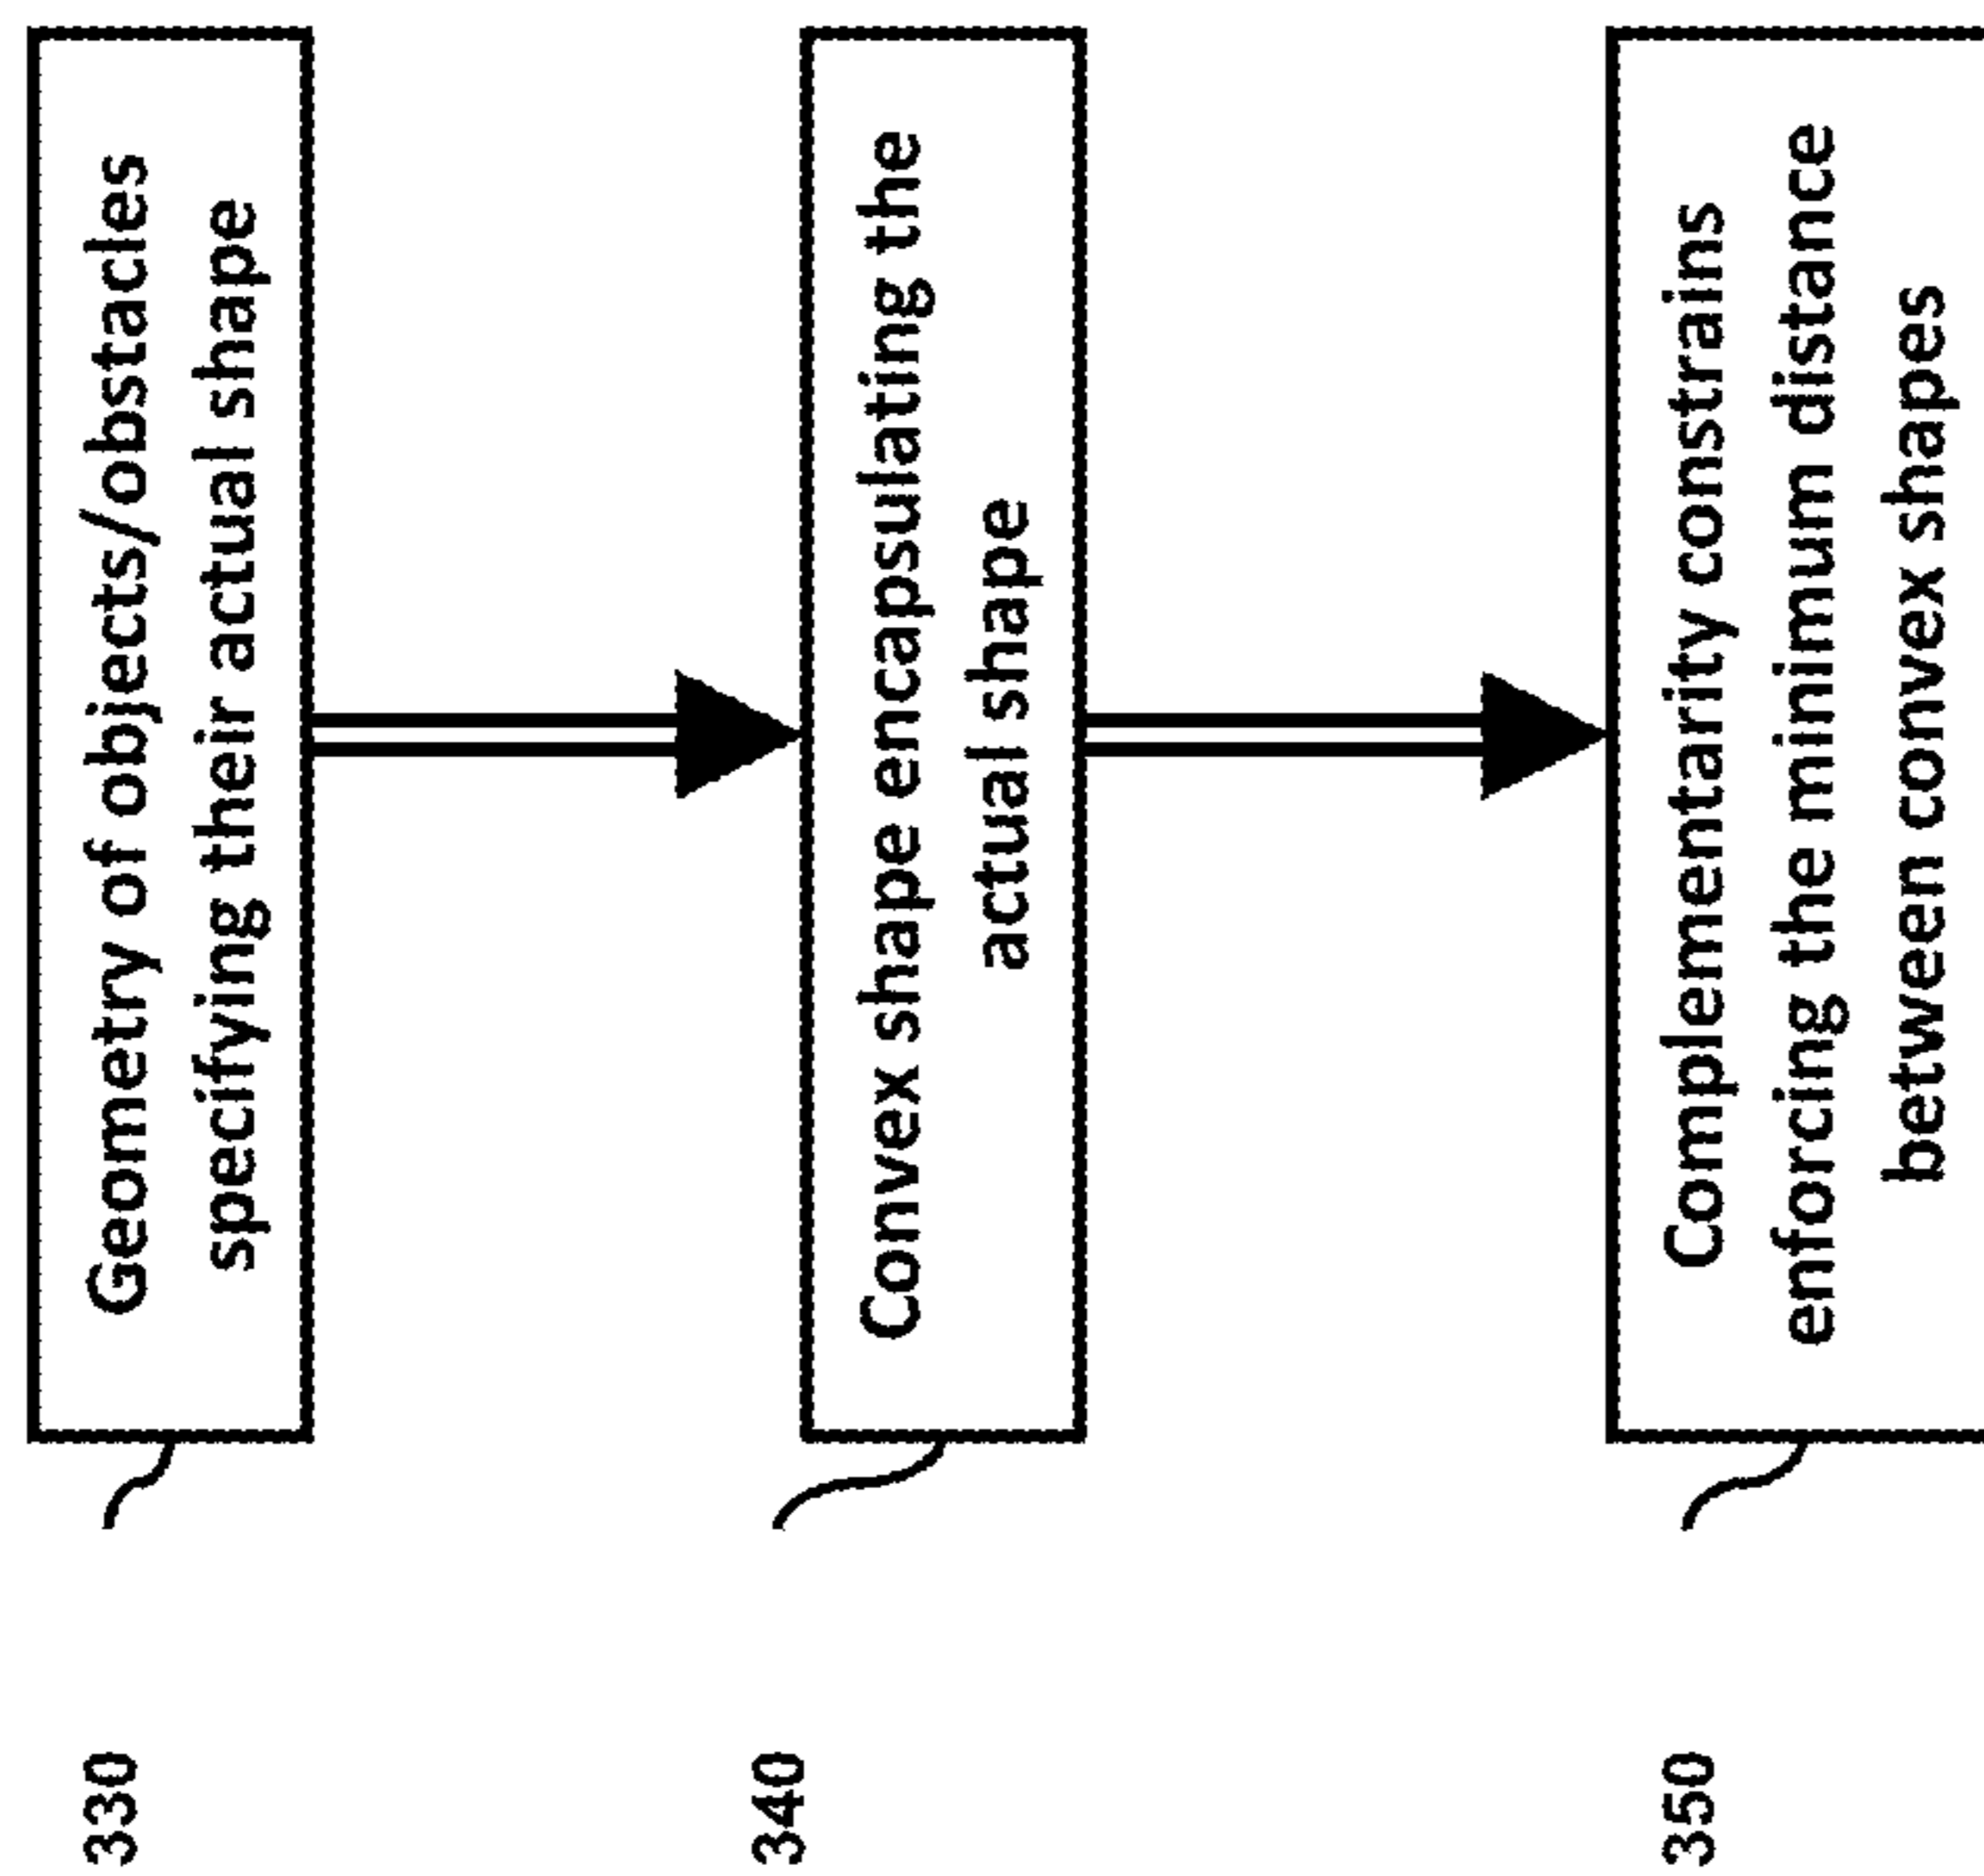 330
Geometry of objects/obstacles
specifying their actual shape
340
Convex shape encapsulating the
actual shape
350
Complementarity constrains
enforcing the minimum distance
between convex shapes